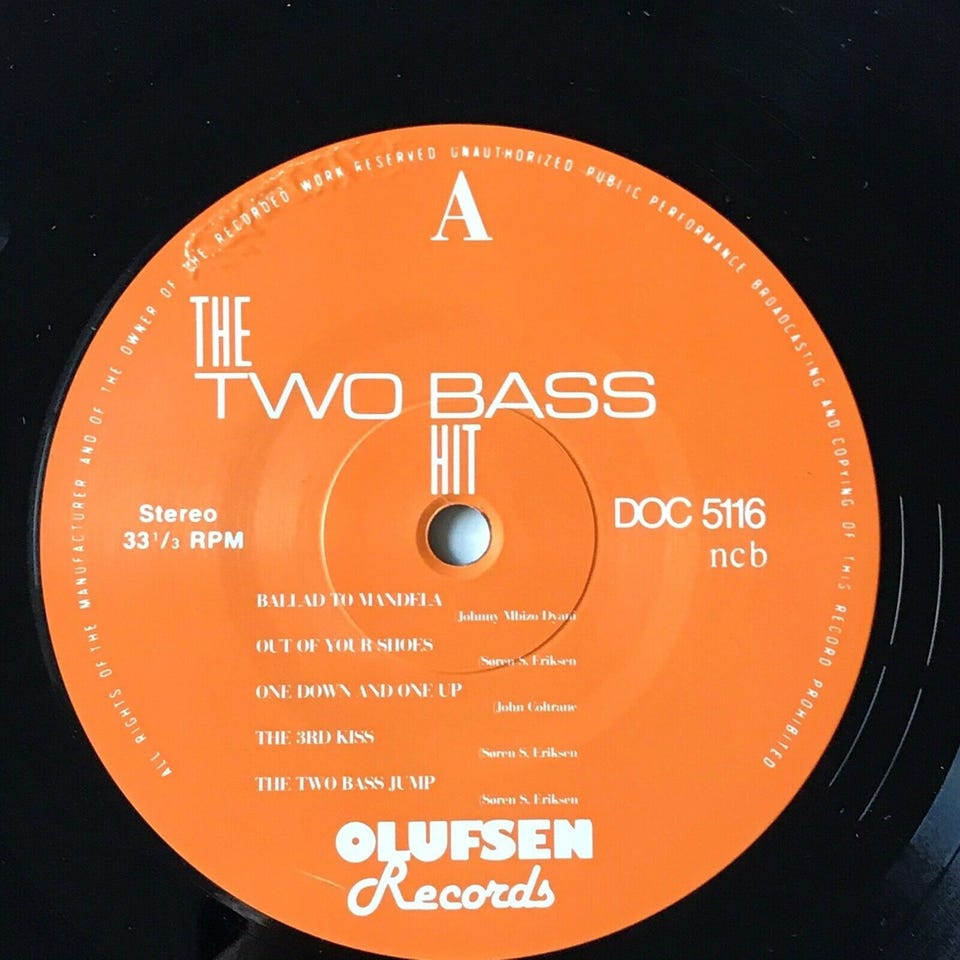 ALL RIGHTS OF THE MANUFACTURER AND OF THE OWNER OF THE RECORDED WORK RESERVED UNAUTHORIZED PUBLIC PERFORMANCE BROADCASTING AND COPYING OF THIS RECORD PROHIBITED
A
THE
TWO BASS
HIT
Stereo
33 1/3 RPM
DOC 5116
ncb
BALLAD TO MANDELA
Johnny Mbizo Dyani
OUT OF YOUR SHOES
(Søren S. Eriksen
ONE DOWN AND ONE UP
(John Coltrane
THE 3RD KISS
(Søren S. Eriksen
THE TWO BASS JUMP
(Søren S. Eriksen
OLUFSEN
Records